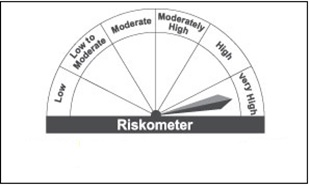 Low
Low to
Moderate
Moderate
Moderately
High
High
very High
Riskometer